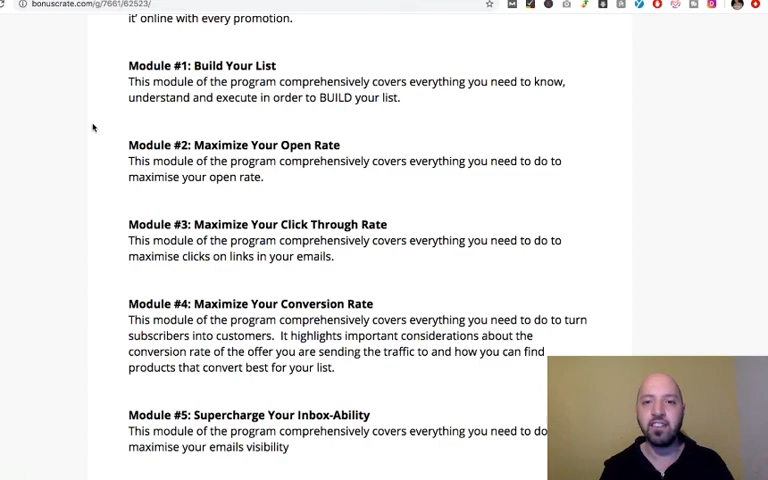 bonuscrate.com/g/7661/62523/
it’ online with every promotion.
Module #1: Build Your List
This module of the program comprehensively covers everything you need to know,
understand and execute in order to BUILD your list.
Module #2: Maximize Your Open Rate
This module of the program comprehensively covers everything you need to do to
maximise your open rate.
Module #3: Maximize Your Click Through Rate
This module of the program comprehensively covers everything you need to do to
maximise clicks on links in your emails.
Module #4: Maximize Your Conversion Rate
This module of the program comprehensively covers everything you need to do to turn
subscribers into customers.  It highlights important considerations about the
conversion rate of the offer you are sending the traffic to and how you can find
products that convert best for your list.
Module #5: Supercharge Your Inbox-Ability
This module of the program comprehensively covers everything you need to do
maximise your emails visibility